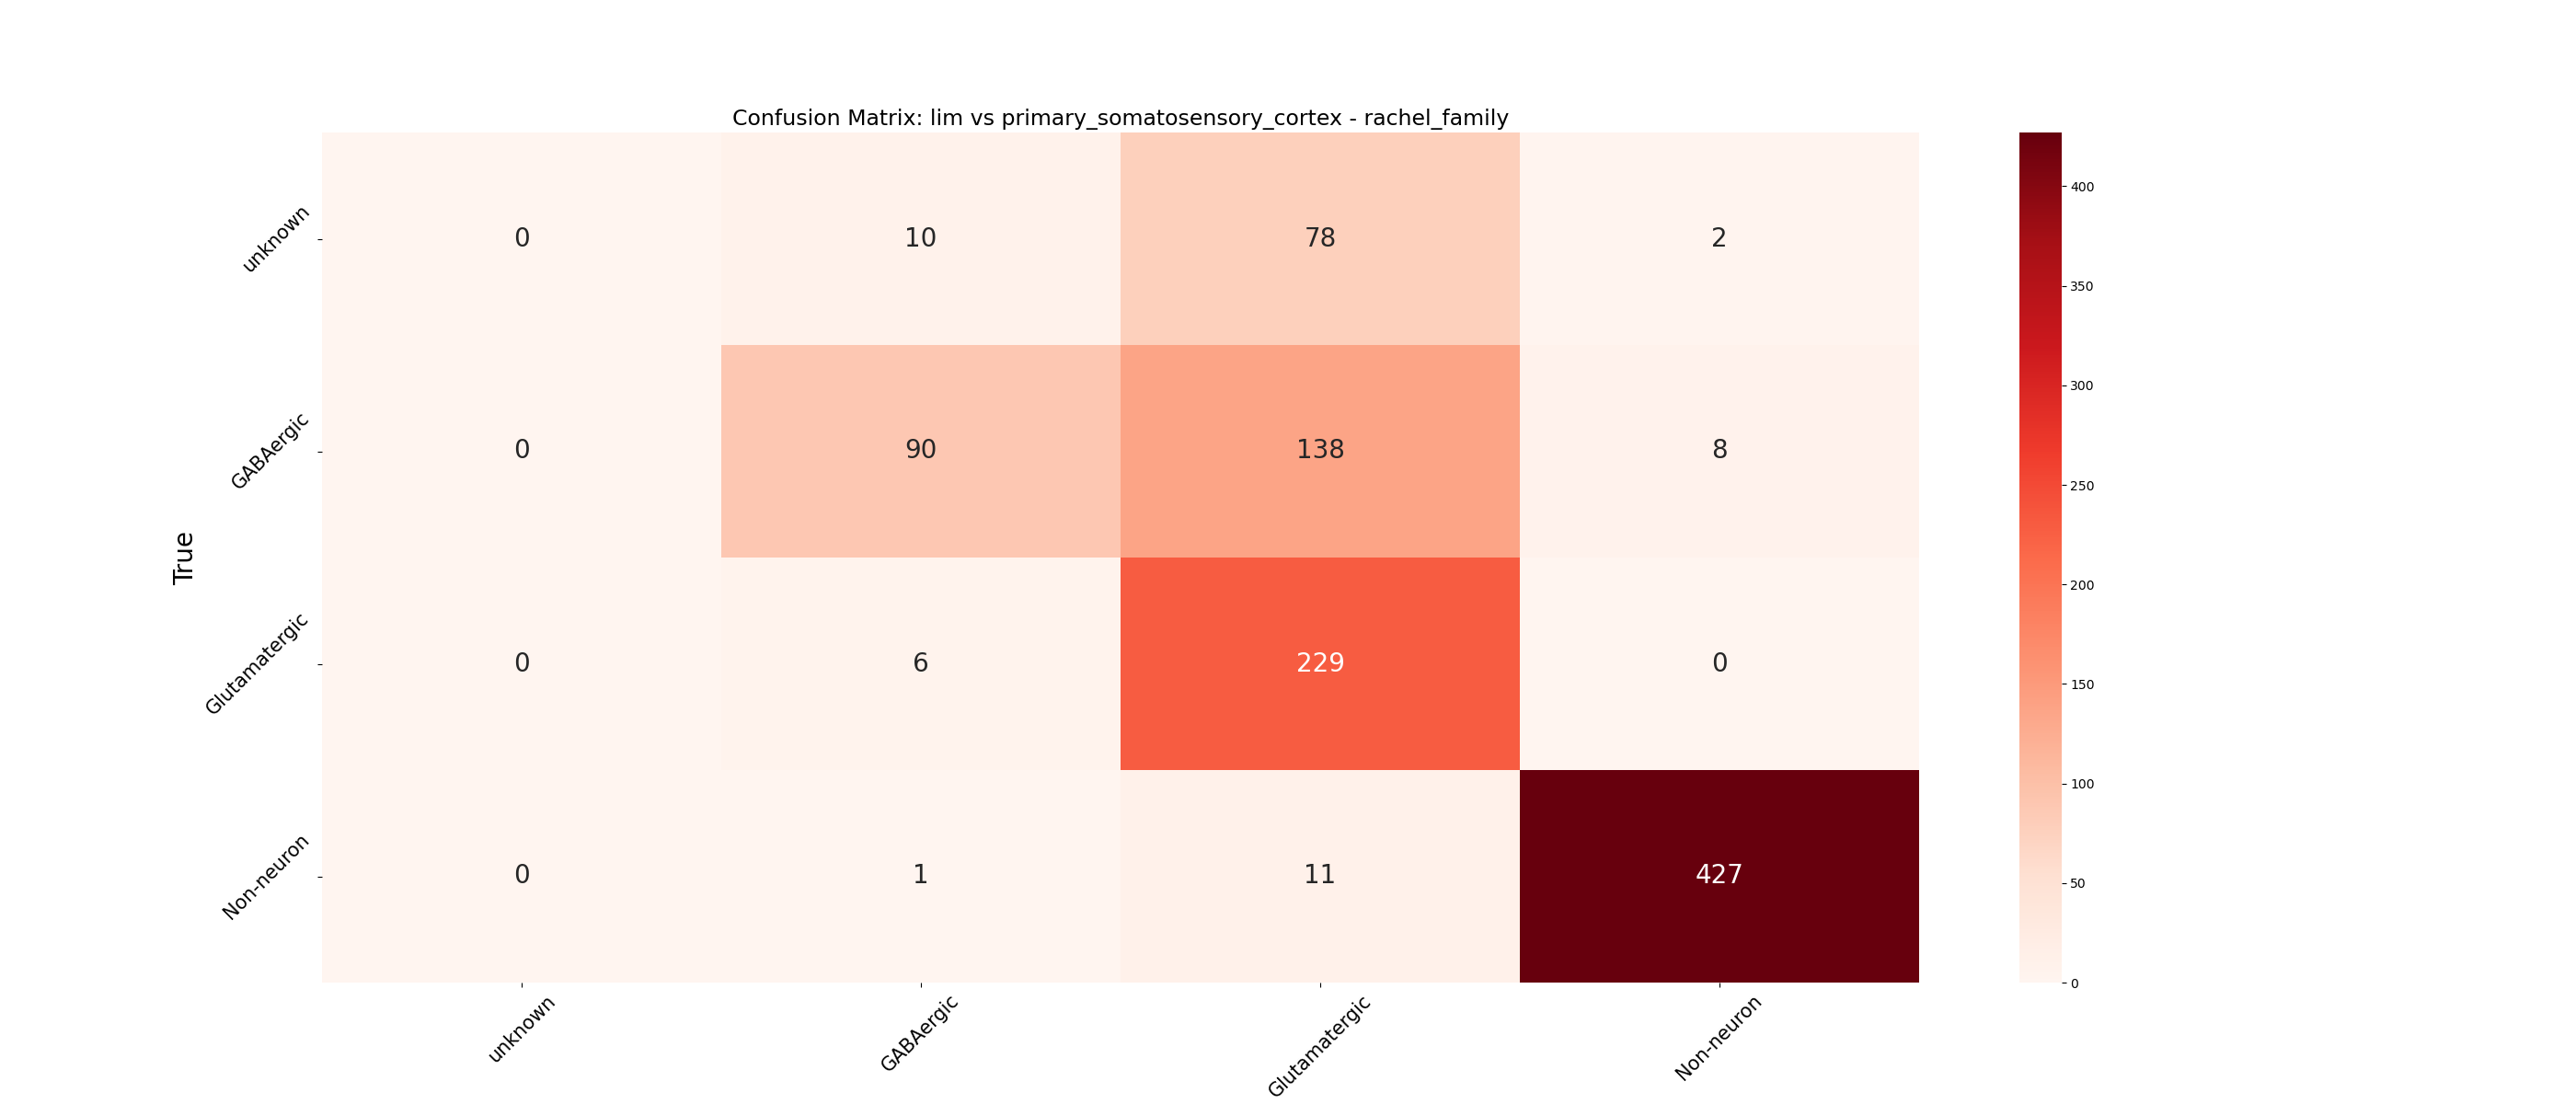 Confusion Matrix: lim vs primary_somatosensory_cortex - rachel_family
unknown 0 10 78 2
GABAergic 0 90 138 8
Glutamatergic 0 6 229 0
Non-neuron 0 1 11 427
True
unknown GABAergic Glutamatergic Non-neuron
400
350
300
250
200
150
100
50
0